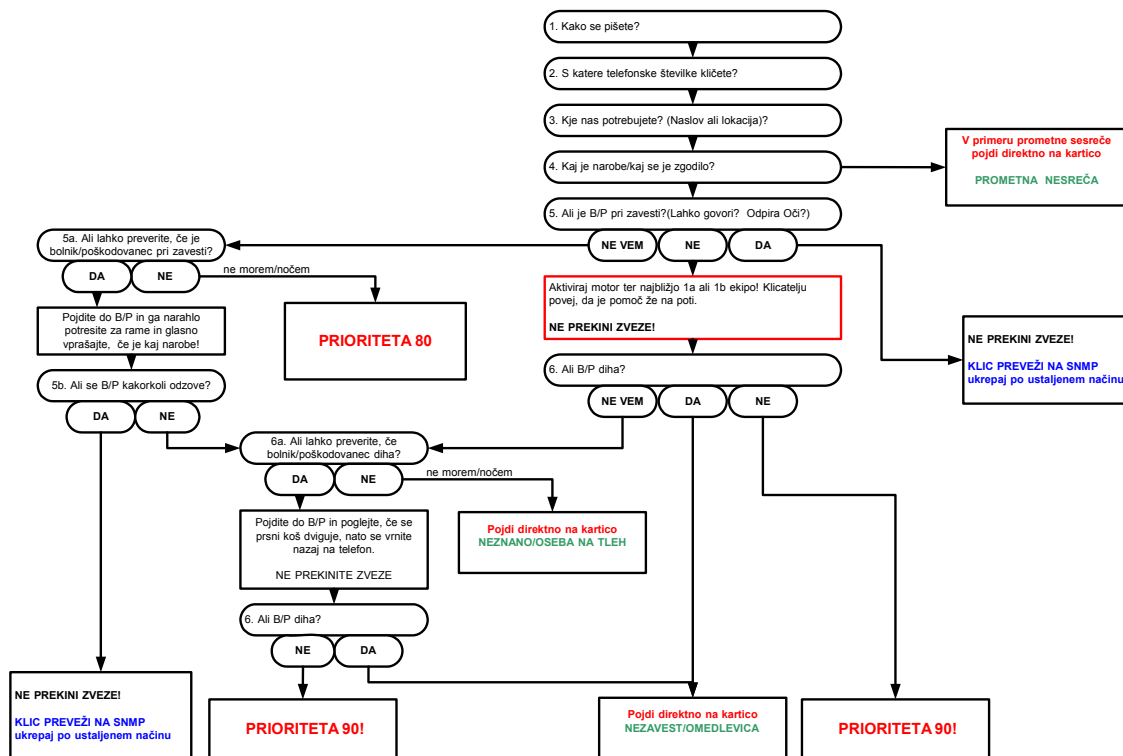 1. Kako se pišete?
2. S katere telefonske številke kličete?
3. Kje nas potrebujete? (Naslov ali lokacija)?
4. Kaj je narobe/kaj se je zgodilo?
V primeru prometne sesreče
pojdi direktno na kartico
PROMETNA NESREČA
5. Ali je B/P pri zavesti?(Lahko govori? Odpira Oči?)
NE VEM
NE
DA
5a. Ali lahko preverite, če je
bolnik/poškodovanec pri zavesti?
DA
NE
ne morem/nočem
PRIORITETA 80
Pojdite do B/P in ga narahlo
potresite za rame in glasno
vprašajte, če je kaj narobe!
5b. Ali se B/P kakorkoli odzove?
DA
NE
Aktiviraj motor ter najbližjo 1a ali 1b ekipo! Klicatelju
povej, da je pomoč že na poti.
NE PREKINI ZVEZE!
NE PREKINI ZVEZE!
KLIC PREVEŽI NA SNMP
ukrepaj po ustaljenem načinu
6. Ali B/P diha?
NE VEM
DA
NE
6a. Ali lahko preverite, če
bolnik/poškodovanec diha?
DA
NE
ne morem/nočem
Pojdi direktno na kartico
NEZNANO/OSEBA NA TLEH
Pojdite do B/P in poglejte, če se
prsni koš dviguje, nato se vrnite
nazaj na telefon.
NE PREKINITE ZVEZE
6. Ali B/P diha?
NE
DA
NE PREKINI ZVEZE!
KLIC PREVEŽI NA SNMP
ukrepaj po ustaljenem načinu
PRIORITETA 90!
Pojdi direktno na kartico
NEZAVEST/OMEDLEVICA
PRIORITETA 90!